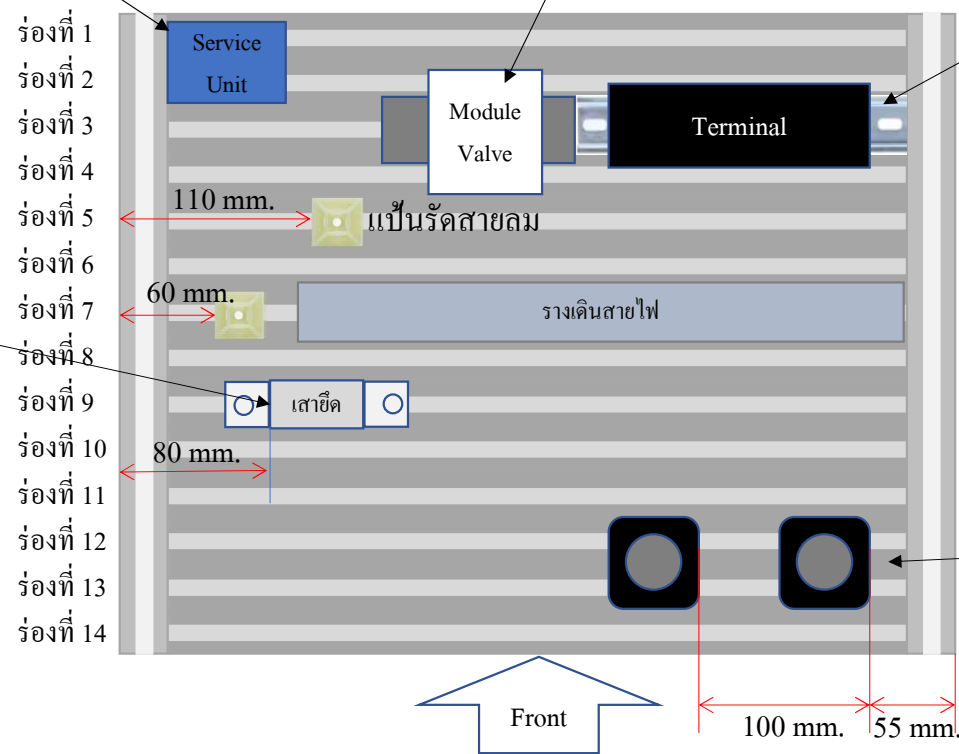 ร่องที่ 1
Service
Unit
ร่องที่ 2
Module
Valve
Terminal
ร่องที่ 3
ร่องที่ 4
110 mm.
ร่องที่ 5
แป้นรัดสายลม
ร่องที่ 6
60 mm.
ร่องที่ 7
รางเดินสายไฟ
ร่องที่ 8
ร่องที่ 9
เสายึด
ร่องที่ 10
80 mm.
ร่องที่ 11
ร่องที่ 12
ร่องที่ 13
ร่องที่ 14
Front
100 mm.
55 mm.